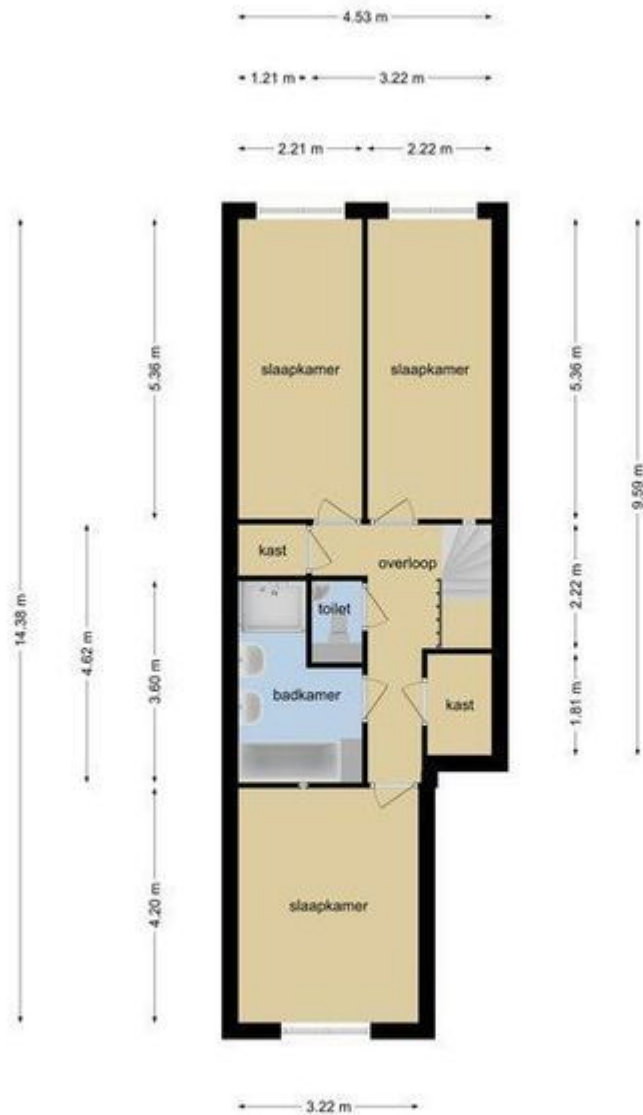 4.53 m
1.21 m 3.22 m
2.21 m 2.22 m
14.38 m
5.36 m
4.62 m
3.60 m
4.20 m
slaapkamer slaapkamer
kast overloop
toilet
badkamer kast
slaapkamer
5.36 m
9.59 m
2.22 m
1.81 m
3.22 m